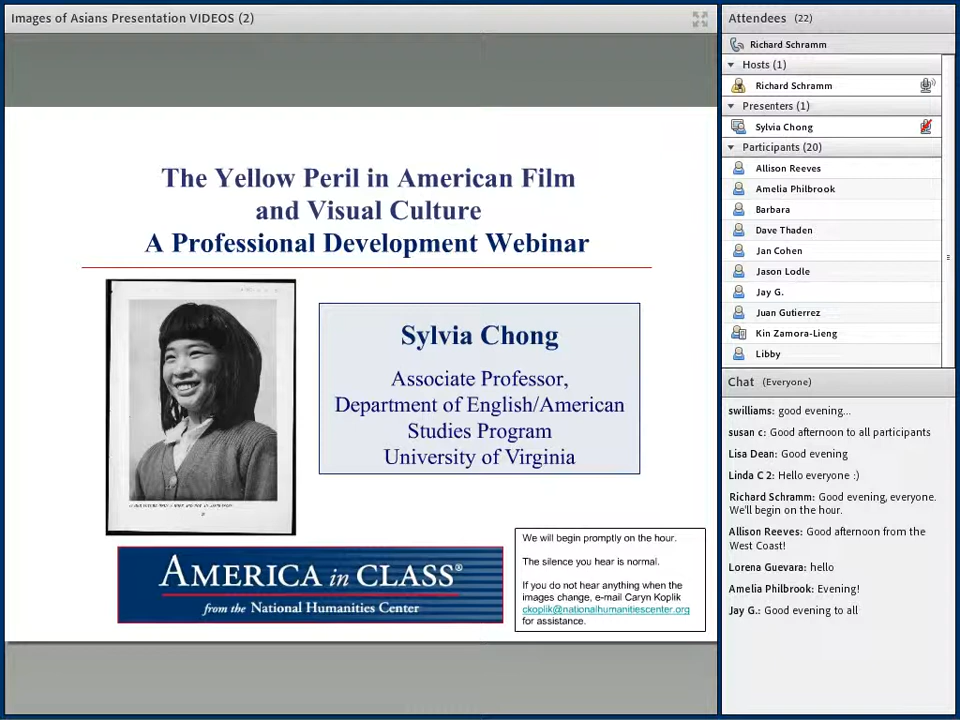 Images of Asians Presentation VIDEOS (2)
The Yellow Peril in American Film
and Visual Culture
A Professional Development Webinar
Sylvia Chong
Associate Professor,
Department of English/American
Studies Program
University of Virginia
AMERICA in CLASS®
from the National Humanities Center
We will begin promptly on the hour.
The silence you hear is normal.
If you do not hear anything when the
images change, e-mail Caryn Koplik
ckoplik@nationalhumanitiescenter.org
for assistance.
Attendees (22)
Richard Schramm
Hosts (1)
Richard Schramm
Presenters (1)
Sylvia Chong
Participants (20)
Allison Reeves
Amelia Philbrook
Barbara
Dave Thaden
Jan Cohen
Jason Lodle
Jay G.
Juan Gutierrez
Kin Zamora-Lieng
Libby
Chat (Everyone)
swilliams: good evening...
susan c: Good afternoon to all participants
Lisa Dean: Good evening
Linda C 2: Hello everyone :)
Richard Schramm: Good evening, everyone.
We'll begin on the hour.
Allison Reeves: Good afternoon from the
West Coast!
Lorena Guevara: hello
Amelia Philbrook: Evening!
Jay G.: Good evening to all